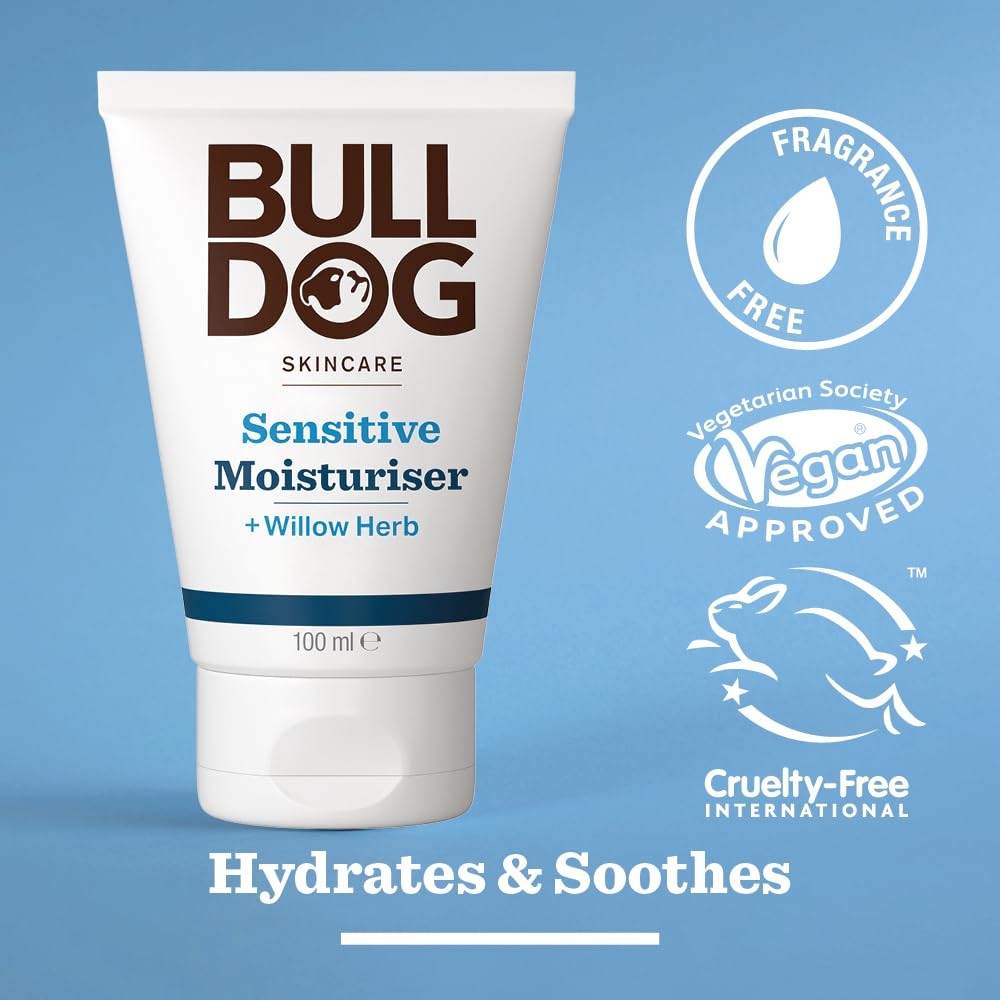 BULL
DOG
SKINCARE
Sensitive
Moisturiser
+ Willow Herb
100 ml ℮
FRAGRANCE
FREE
Vegetarian Society
Vegan®
APPROVED
TM
Cruelty-Free
INTERNATIONAL
Hydrates & Soothes